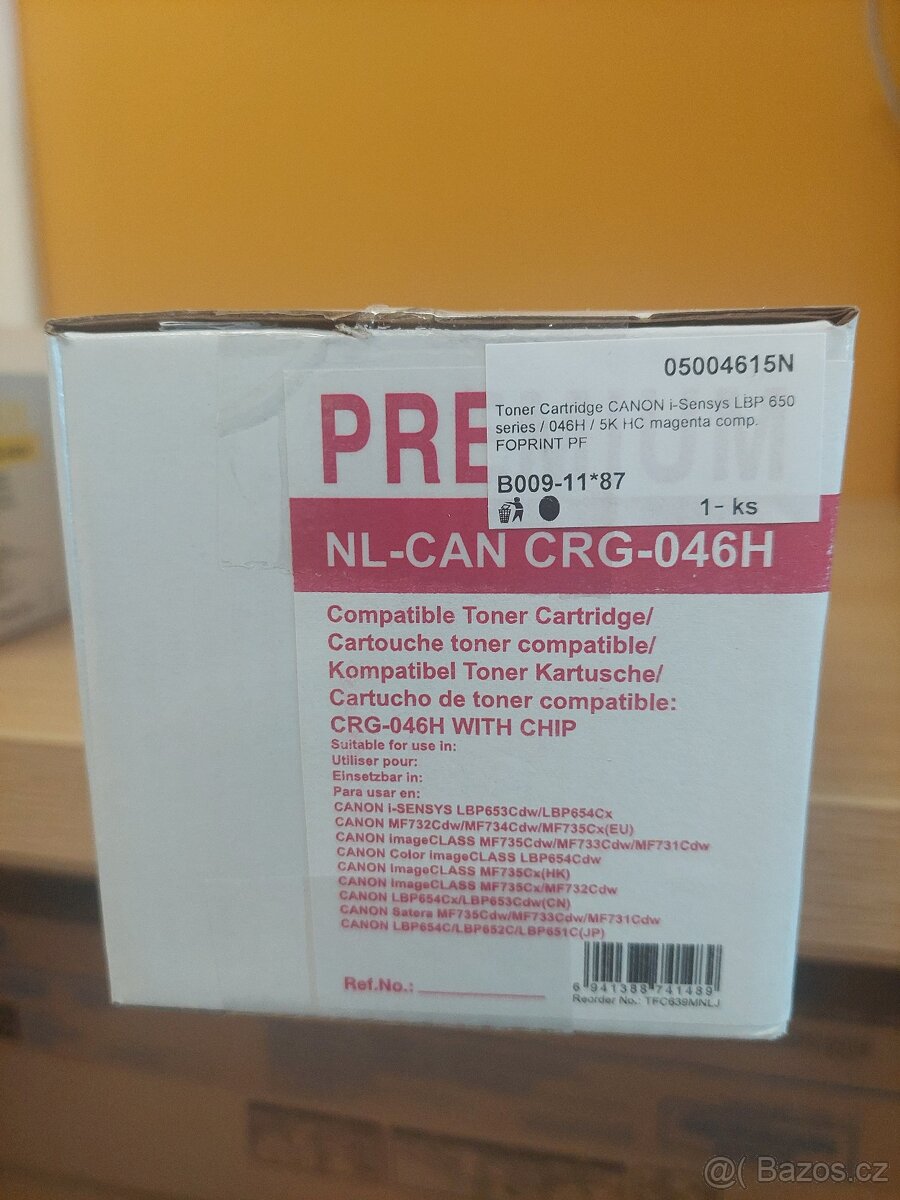 05004615N
Toner Cartridge CANON i-Sensys LBP 650
series / 046H / 5K HC magenta comp.
FOPRINT PF
B009-11*87
1- ks
PREMIUM
NL-CAN CRG-046H
Compatible Toner Cartridge/
Cartouche toner compatible/
Kompatibel Toner Kartusche/
Cartucho de toner compatible:
CRG-046H WITH CHIP
Suitable for use in:
Utiliser pour:
Einsetzbar in:
Para usar en:
CANON i-SENSYS LBP653Cdw/LBP654Cx
CANON MF732Cdw/MF734Cdw/MF735Cx(EU)
CANON imageCLASS MF735Cdw/MF733Cdw/MF731Cdw
CANON Color imageCLASS LBP654Cdw
CANON imageCLASS MF735Cx(HK)
CANON imageCLASS MF735Cx/MF732Cdw
CANON LBP654Cx/LBP653Cdw(CN)
CANON Satera MF735Cdw/MF733Cdw/MF731Cdw
CANON LBP654C/LBP652C/LBP651C(JP)
Ref.No.:
6 941388 741489
Reorder No.: TFC639MNLJ
@( Bazos.cz